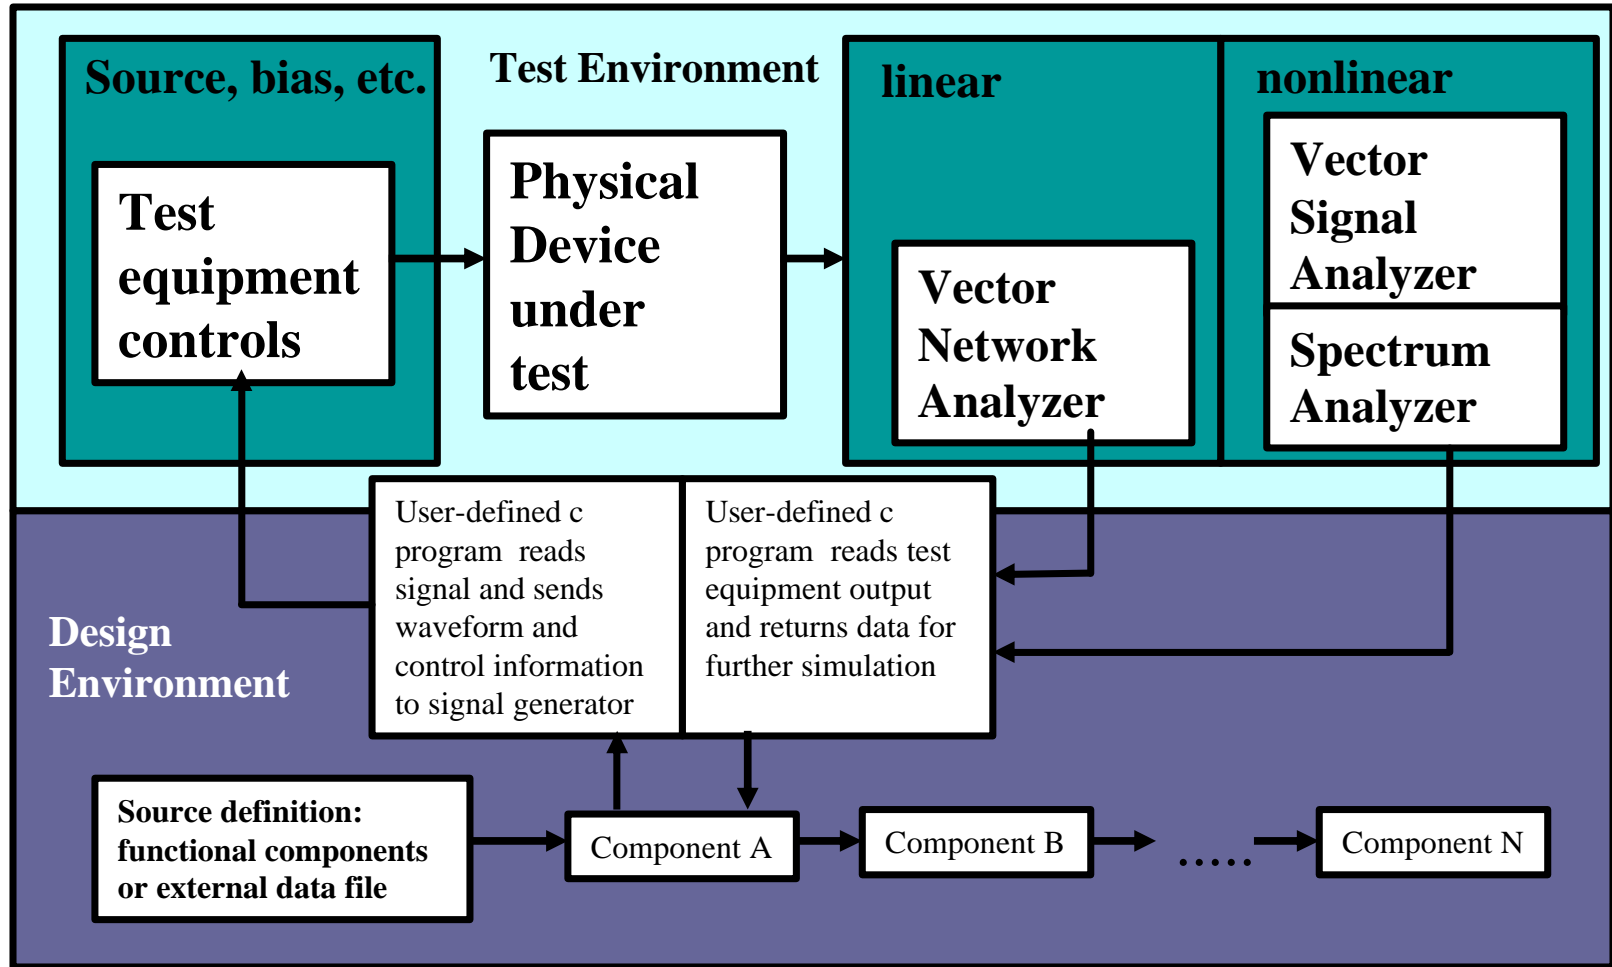 Source, bias, etc.
Test
equipment
controls
Test Environment
Physical
Device
under
test
linear
Vector
Network
Analyzer
nonlinear
Vector
Signal
Analyzer
Spectrum
Analyzer
User-defined c
program  reads
signal and sends
waveform and
control information
to signal generator
User-defined c
program  reads test
equipment output
and returns data for
further simulation
Design
Environment
Source definition:
functional components
or external data file
Component A
Component B
.....
Component N